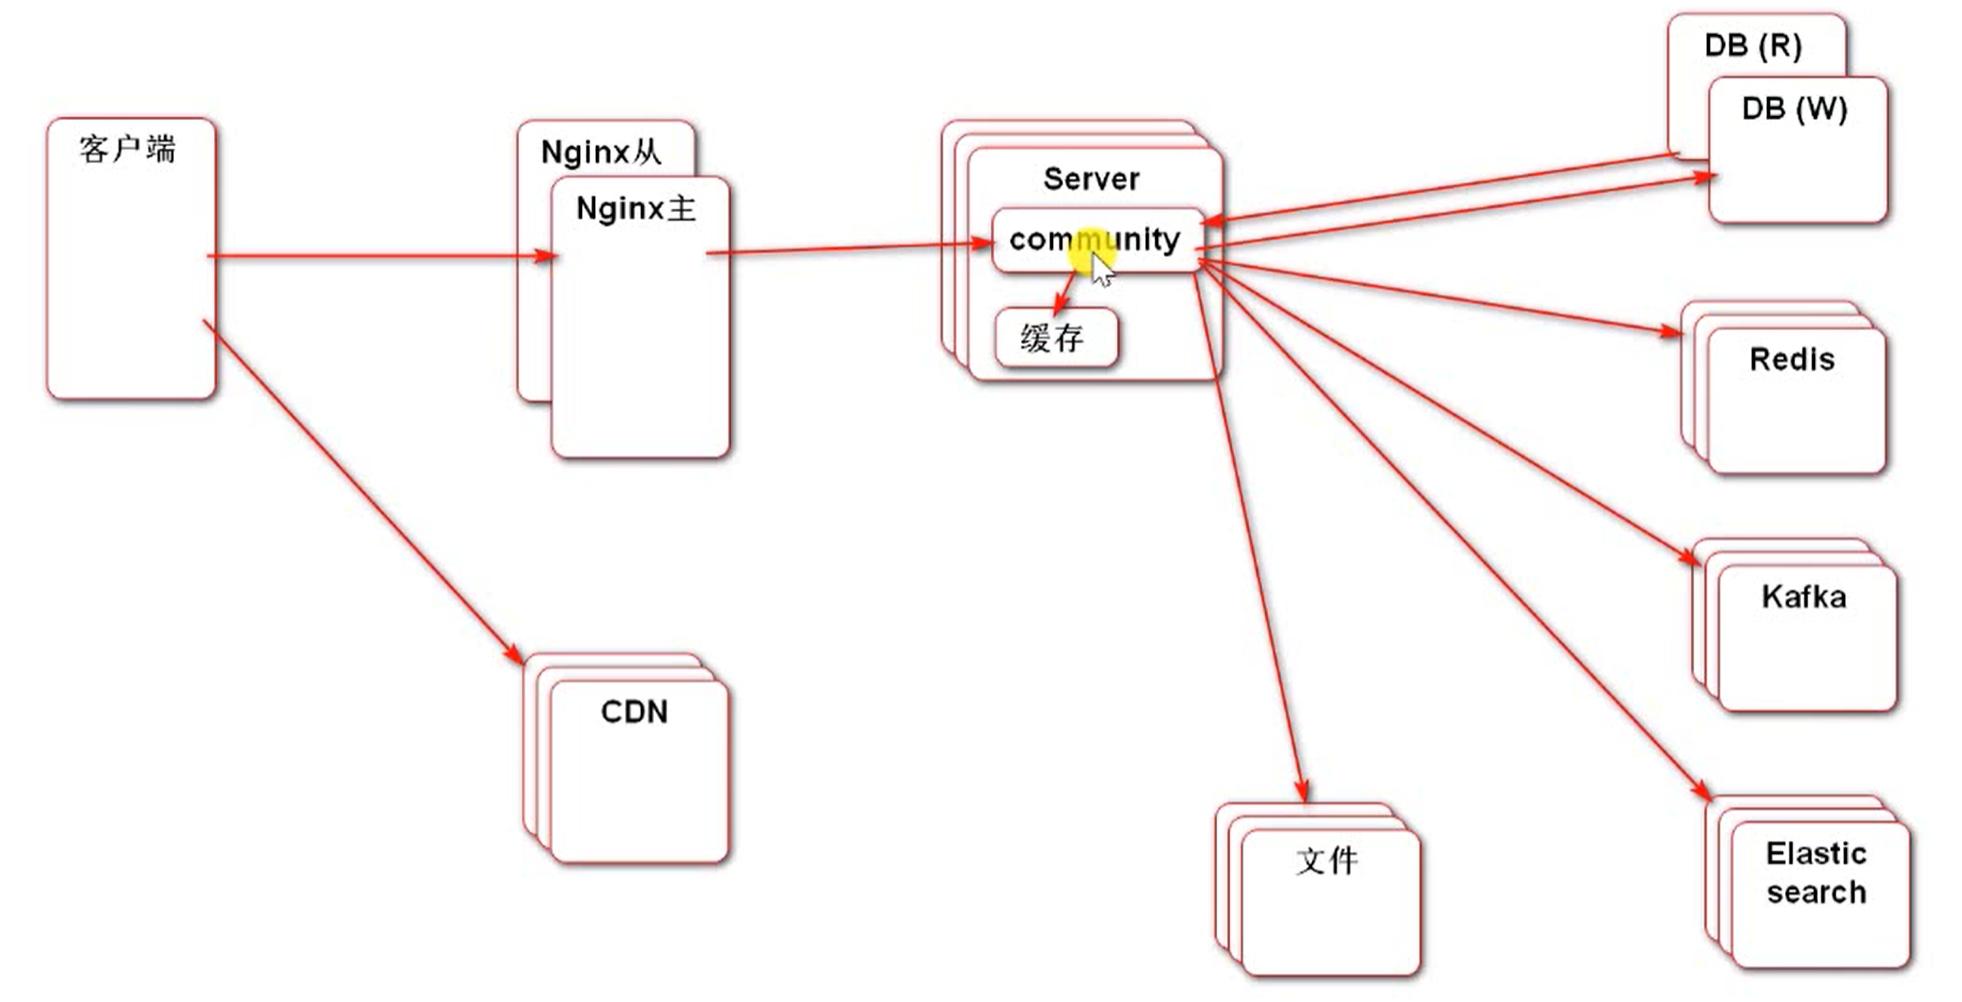 客户端
Nginx从
Nginx主
Server
community
缓存
DB (R)
DB (W)
Redis
Kafka
Elastic
search
文件
CDN